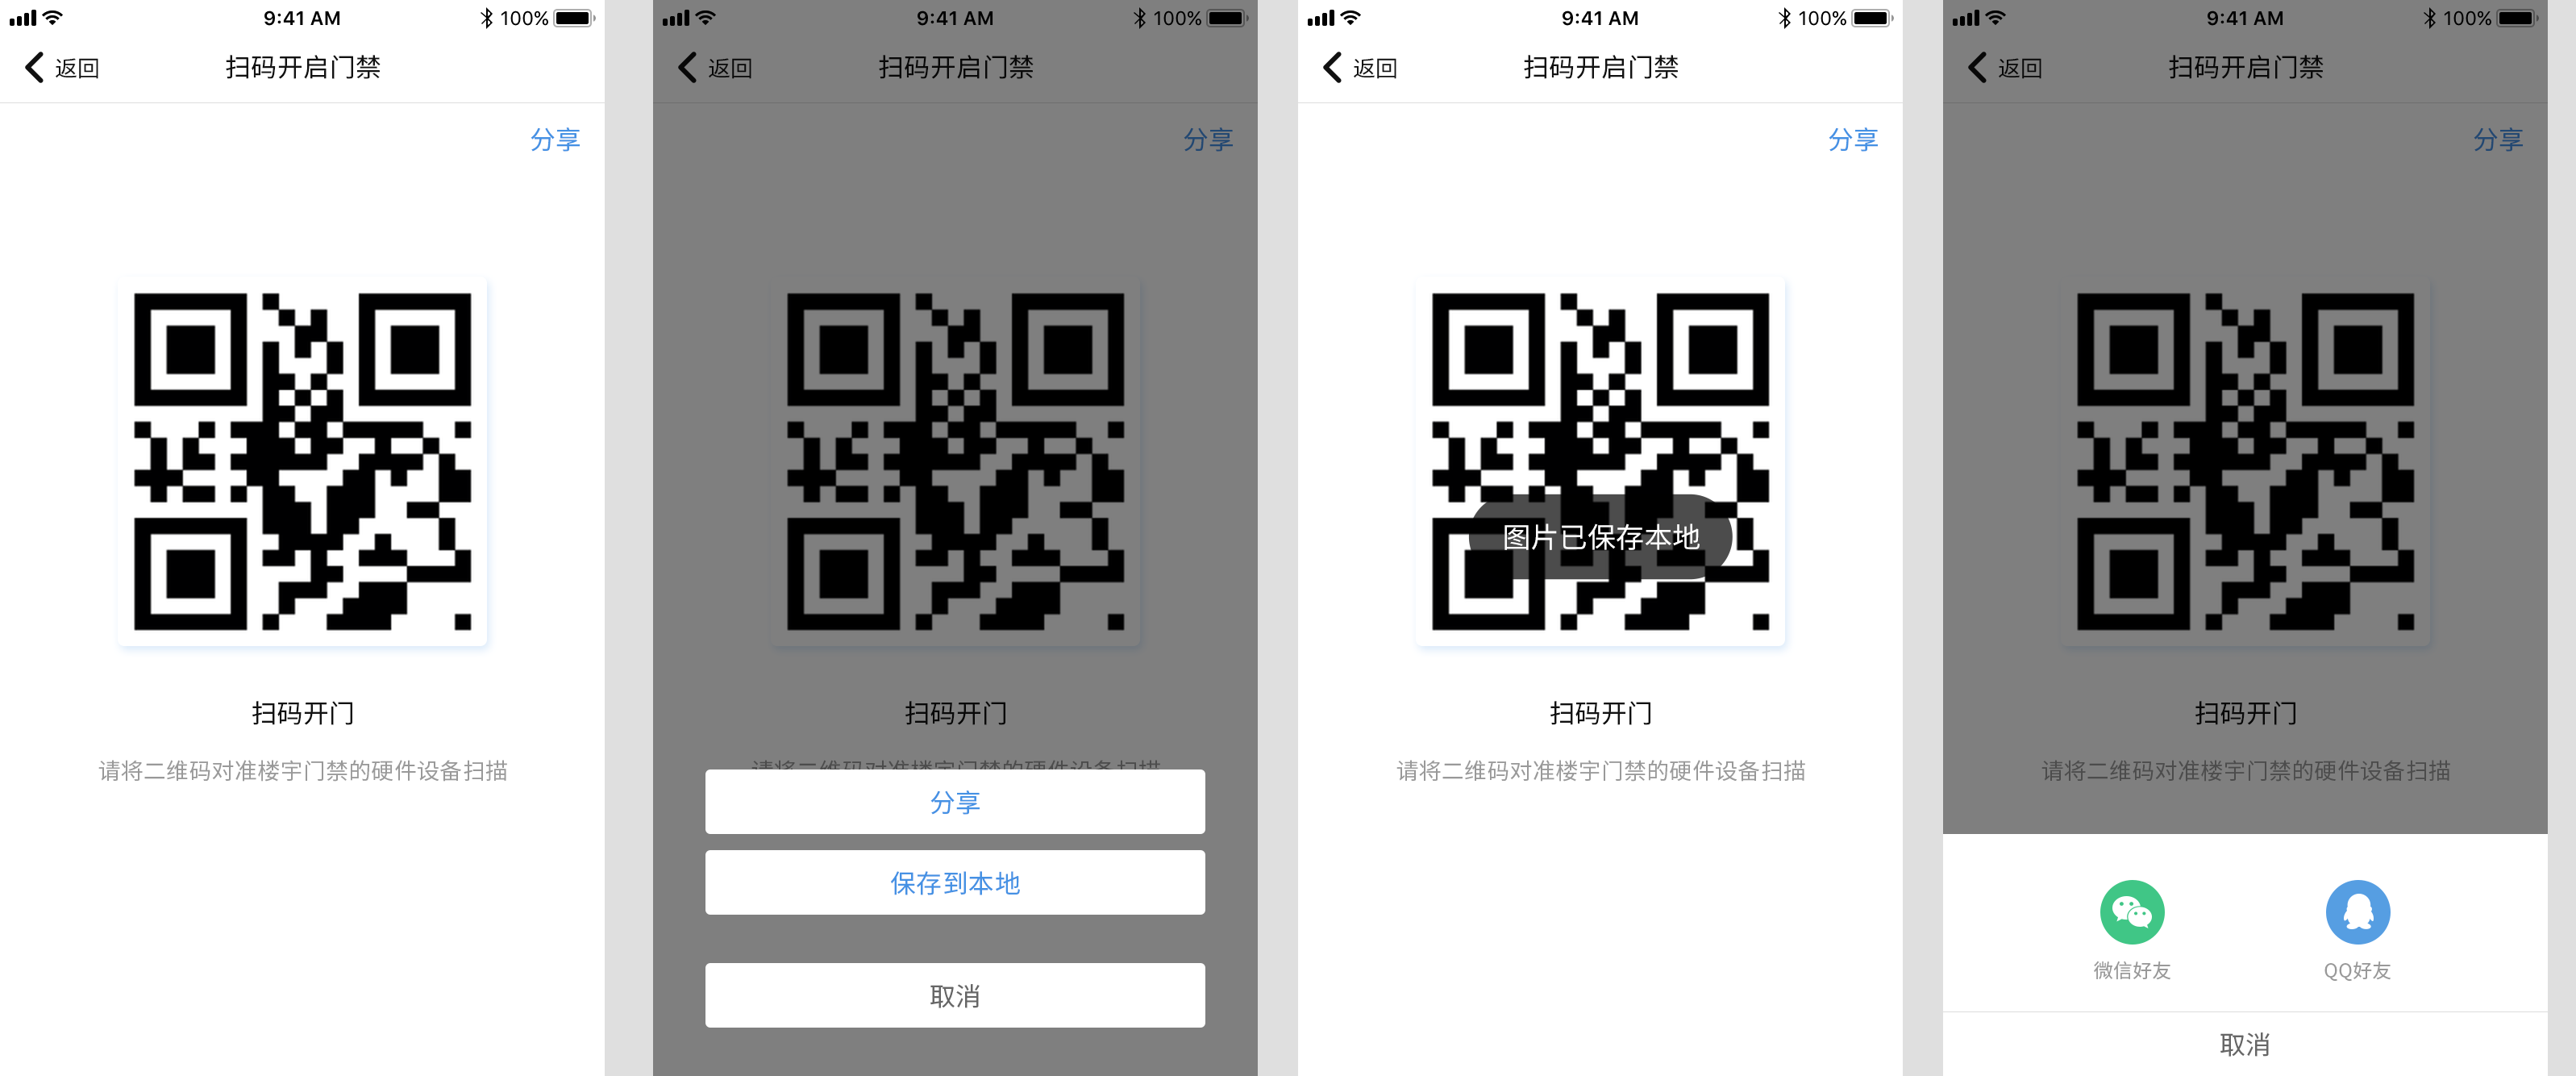 9:41 AM
100%
返回
扫码开启门禁
分享
扫码开门
请将二维码对准楼宇门禁的硬件设备扫描
9:41 AM
100%
返回
扫码开启门禁
分享
扫码开门
请将二维码对准楼宇门禁的硬件设备扫描
分享
保存到本地
取消
9:41 AM
100%
返回
扫码开启门禁
分享
图片已保存本地
扫码开门
请将二维码对准楼宇门禁的硬件设备扫描
9:41 AM
100%
返回
扫码开启门禁
分享
扫码开门
请将二维码对准楼宇门禁的硬件设备扫描
微信好友
QQ好友
取消